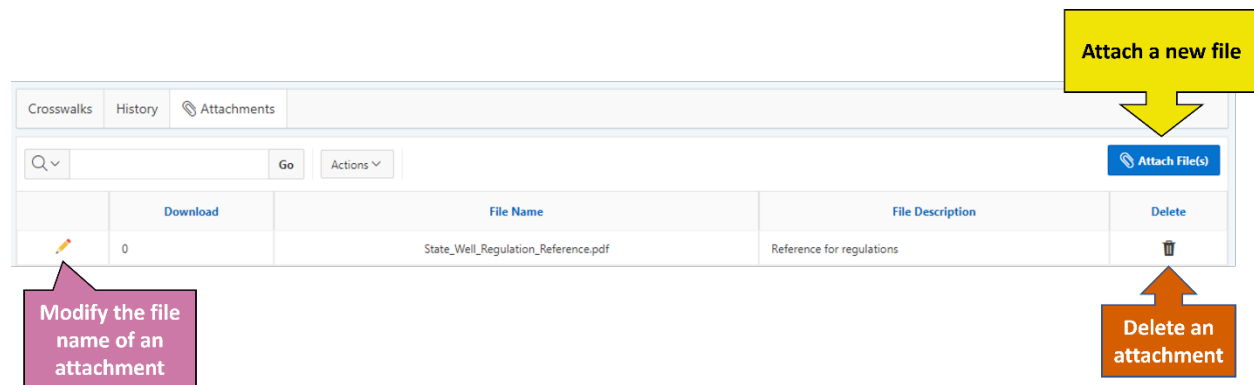 Attach a new file
Crosswalks History Attachments
Go Actions Attach File(s)
Download File Name File Description Delete
0 State_Well_Regulation_Reference.pdf Reference for regulations
Modify the file
name of an
attachment
Delete an
attachment